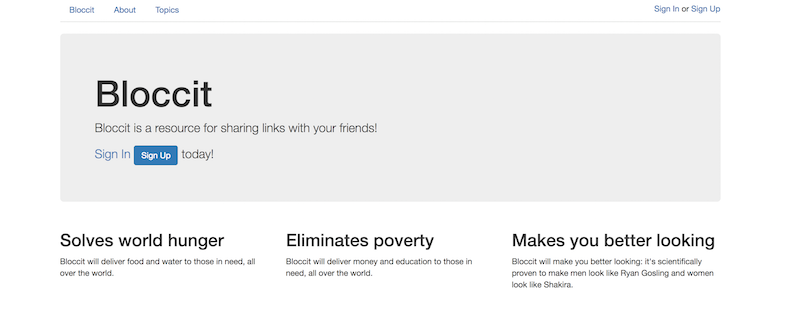 Bloccit About Topics Sign In or Sign Up
Bloccit
Bloccit is a resource for sharing links with your friends!
Sign In Sign Up today!
Solves world hunger
Bloccit will deliver food and water to those in need, all
over the world.
Eliminates poverty
Bloccit will deliver money and education to those in
need, all over the world.
Makes you better looking
Bloccit will make you better looking: it's scientifically
proven to make men look like Ryan Gosling and women
look like Shakira.